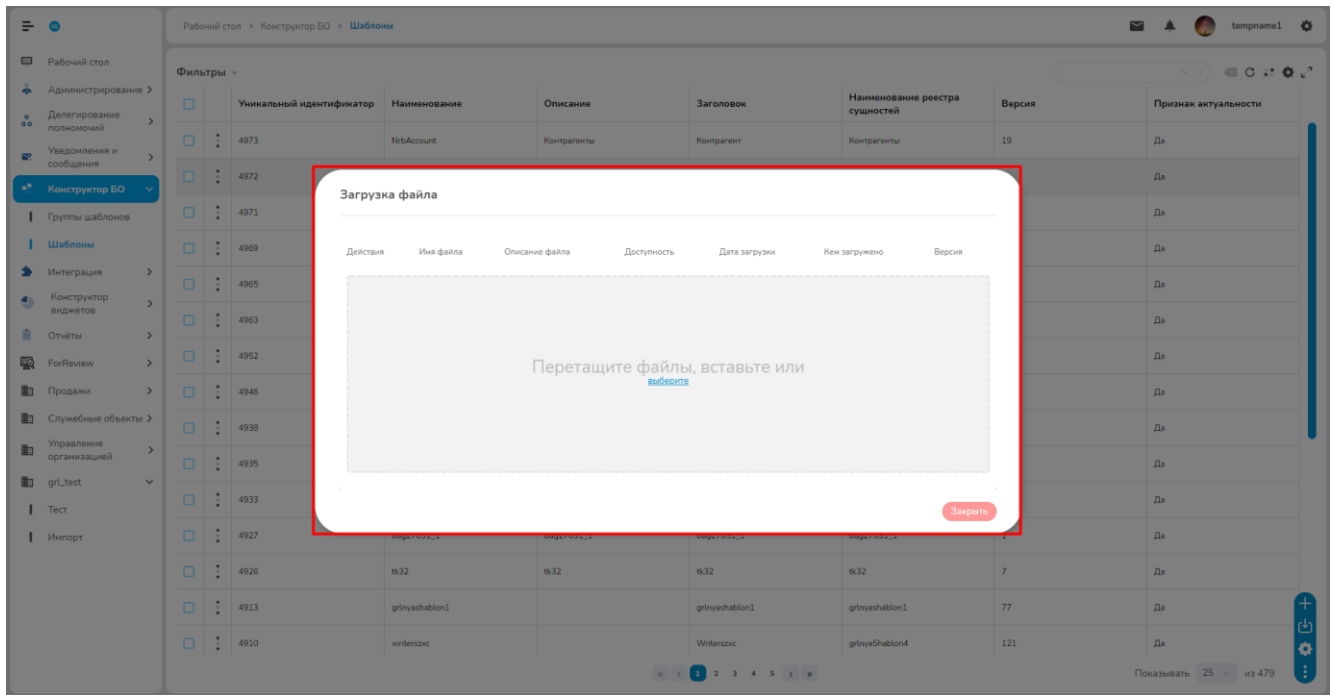 Рабочий стол > Конструктор БО > Шаблоны
tempname1
Рабочий стол
Администрирование
Делегирование
полномочий
Уведомления и
сообщения
Конструктор БО
Группы шаблонов
Шаблоны
Интеграция
Конструктор
виджетов
Отчёты
ForReview
Продажи
Служебные объекты
Управление
организацией
grl_test
Тест
Импорт
Фильтры
Уникальный идентификатор Наименование Описание Заголовок Наименование реестра сущностей Версия Признак актуальности
4973 NrbAccount Контрагенты Контрагент Контрагенты 19 Да
4972 Да
4971 Да
4969 Да
4965 Да
4963 Да
4952 Да
4946 Да
4938 Да
4935 Да
4933 Да
4927 Да
4926 tk32 tk32 tk32 tk32 7 Да
4913 grlnyashablon1 grlnyashablon1 grlnyashablon1 77 Да
4910 writerszxc Writerszxc grlnyaShablon4 121 Да
Загрузка файла
Действия Имя файла Описание файла Доступность Дата загрузки Кем загружено Версия
Перетащите файлы, вставьте или
выберите
Закрыть
« ‹ 1 2 3 4 5 › »
Показывать 25 из 479